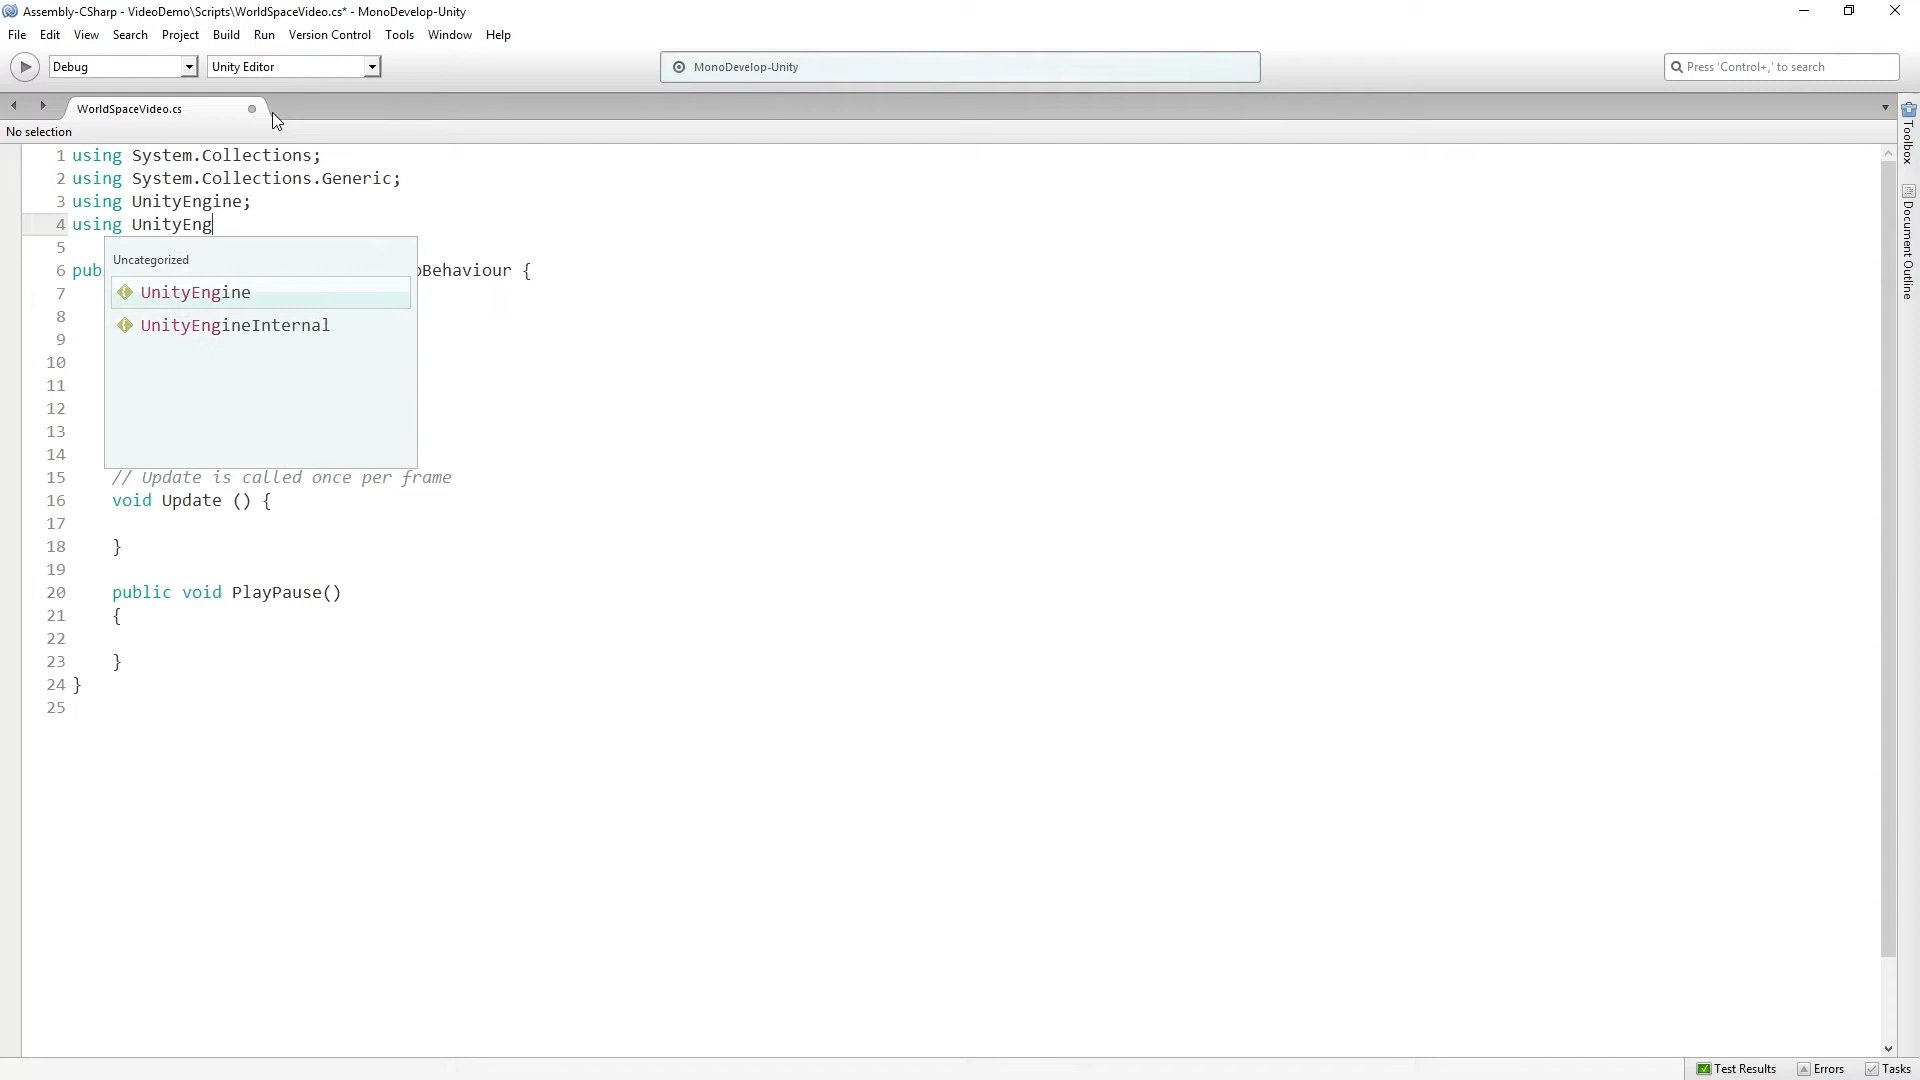 Assembly-CSharp - VideoDemo\Scripts\WorldSpaceVideo.cs* - MonoDevelop-Unity
File Edit View Search Project Build Run Version Control Tools Window Help
Debug Unity Editor MonoDevelop-Unity Press 'Control+,' to search
WorldSpaceVideo.cs
No selection
Toolbox
Document Outline
1 using System.Collections;
2 using System.Collections.Generic;
3 using UnityEngine;
4 using UnityEng
5
Uncategorized
6 pub oBehaviour {
UnityEngine
7
8
UnityEngineInternal
9
10
11
12
13
14
15 // Update is called once per frame
16 void Update () {
17
18 }
19
20 public void PlayPause()
21 {
22
23 }
24 }
25
Test Results Errors Tasks